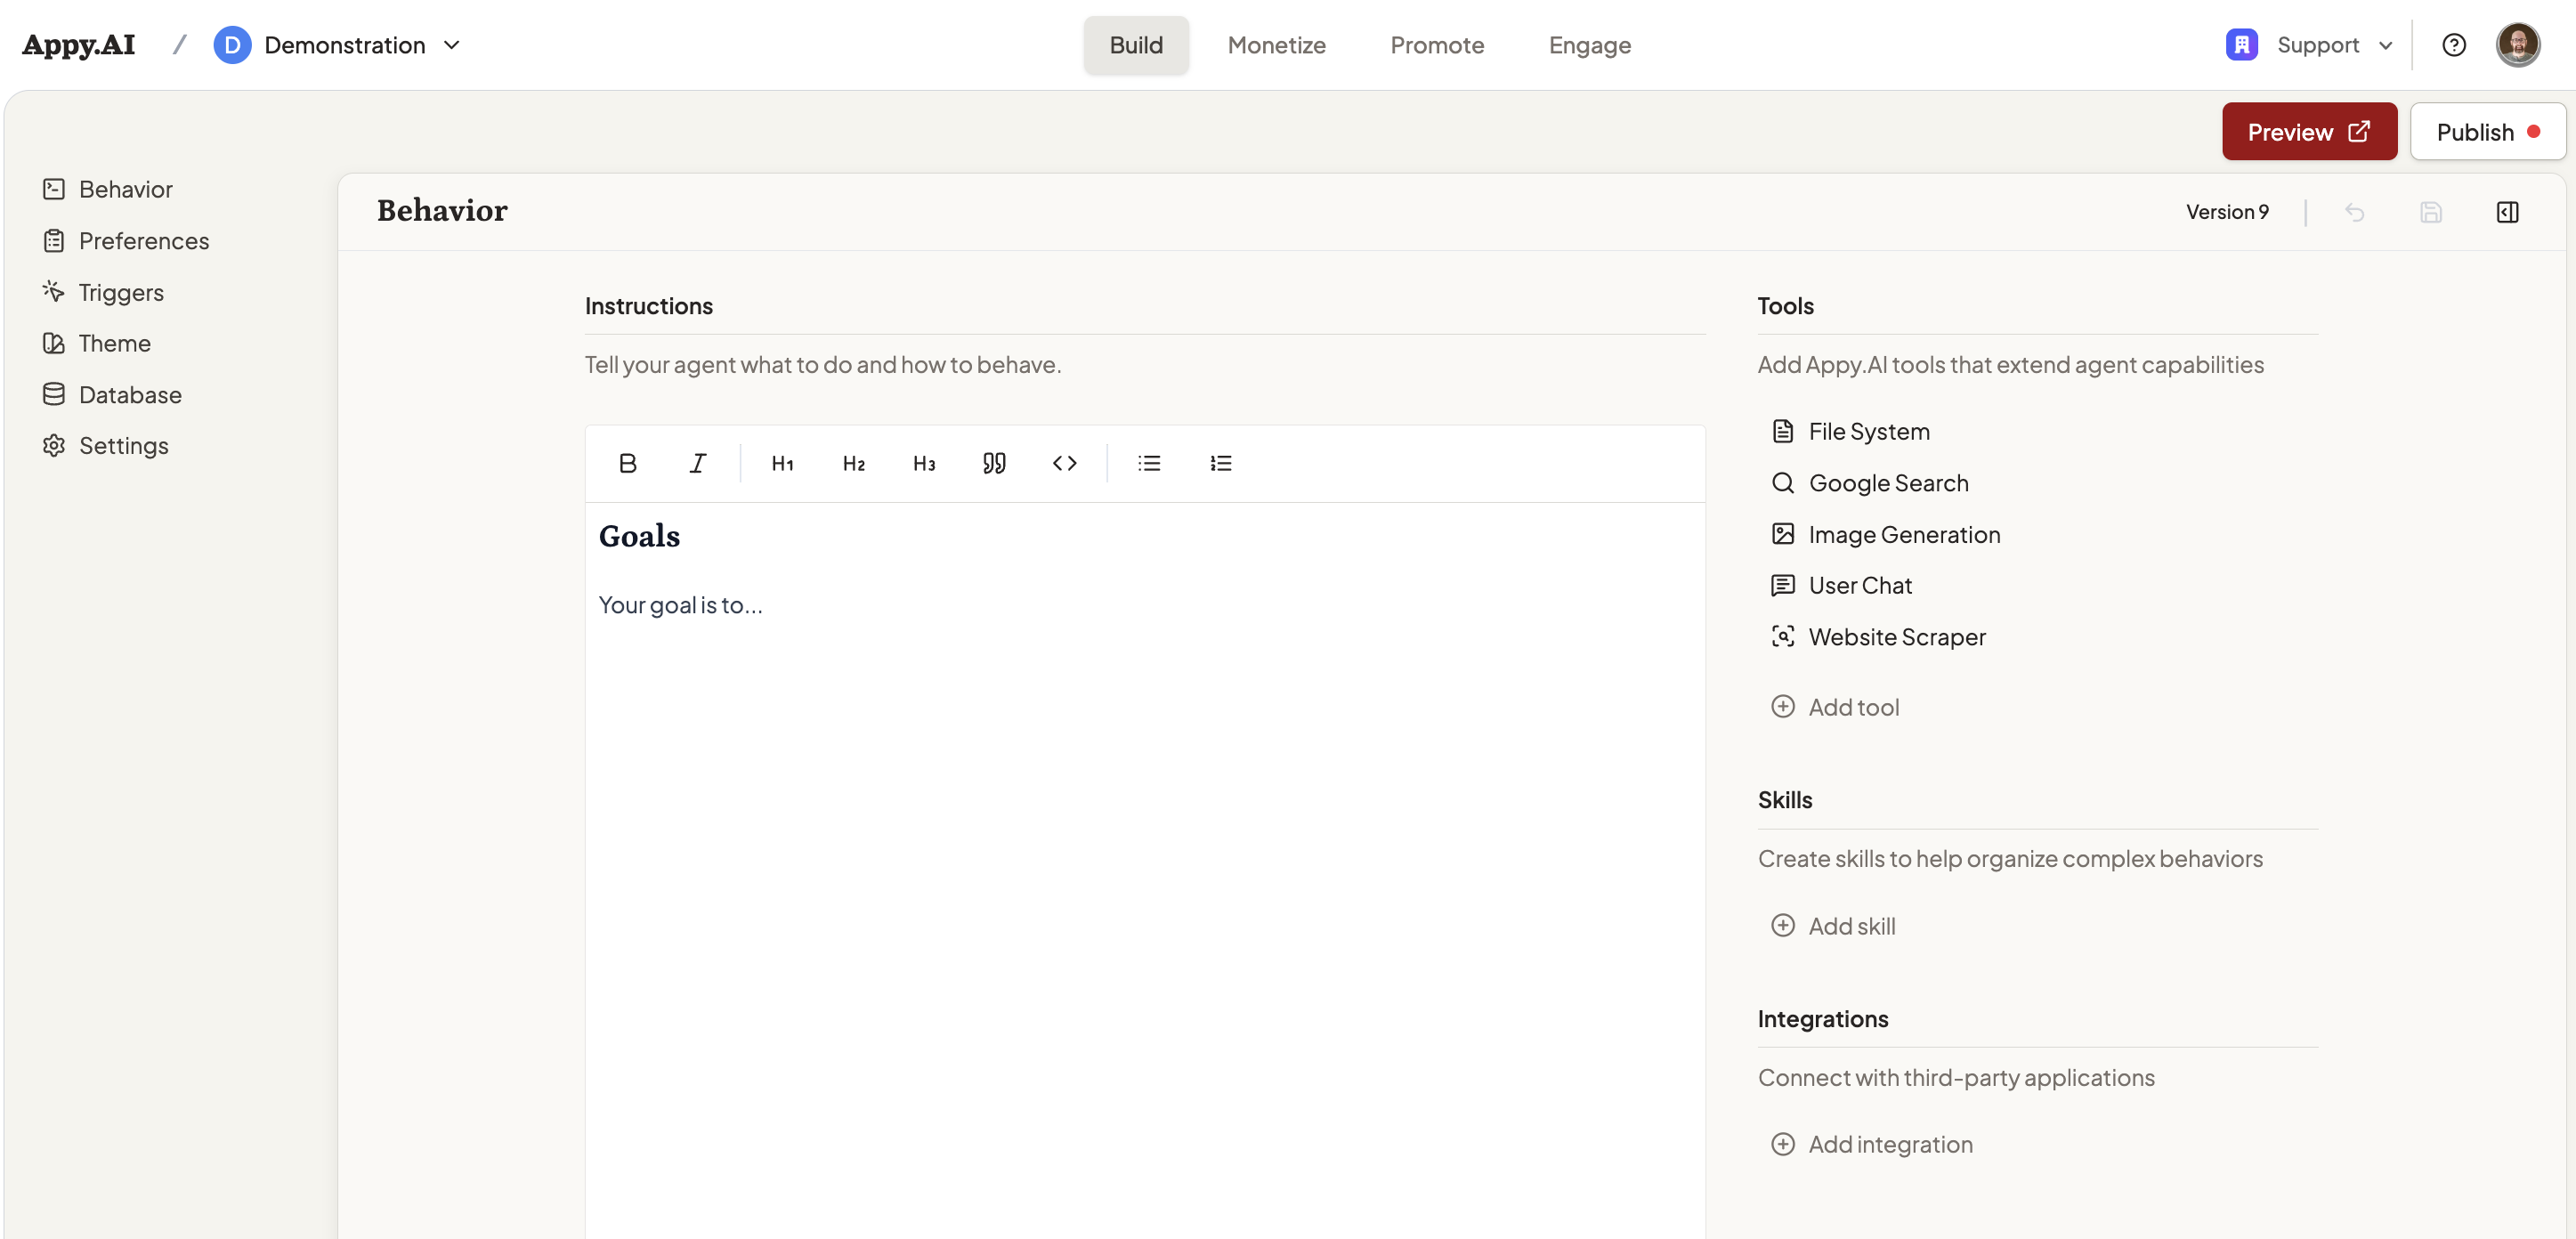 Appy.AI / D Demonstration
Build Monetize Promote Engage
Support
Preview
Publish
Behavior
Preferences
Triggers
Theme
Database
Settings
Behavior
Version 9
Instructions
Tell your agent what to do and how to behave.
B I H1 H2 H3
Goals
Your goal is to...
Tools
Add Appy.AI tools that extend agent capabilities
File System
Google Search
Image Generation
User Chat
Website Scraper
Add tool
Skills
Create skills to help organize complex behaviors
Add skill
Integrations
Connect with third-party applications
Add integration